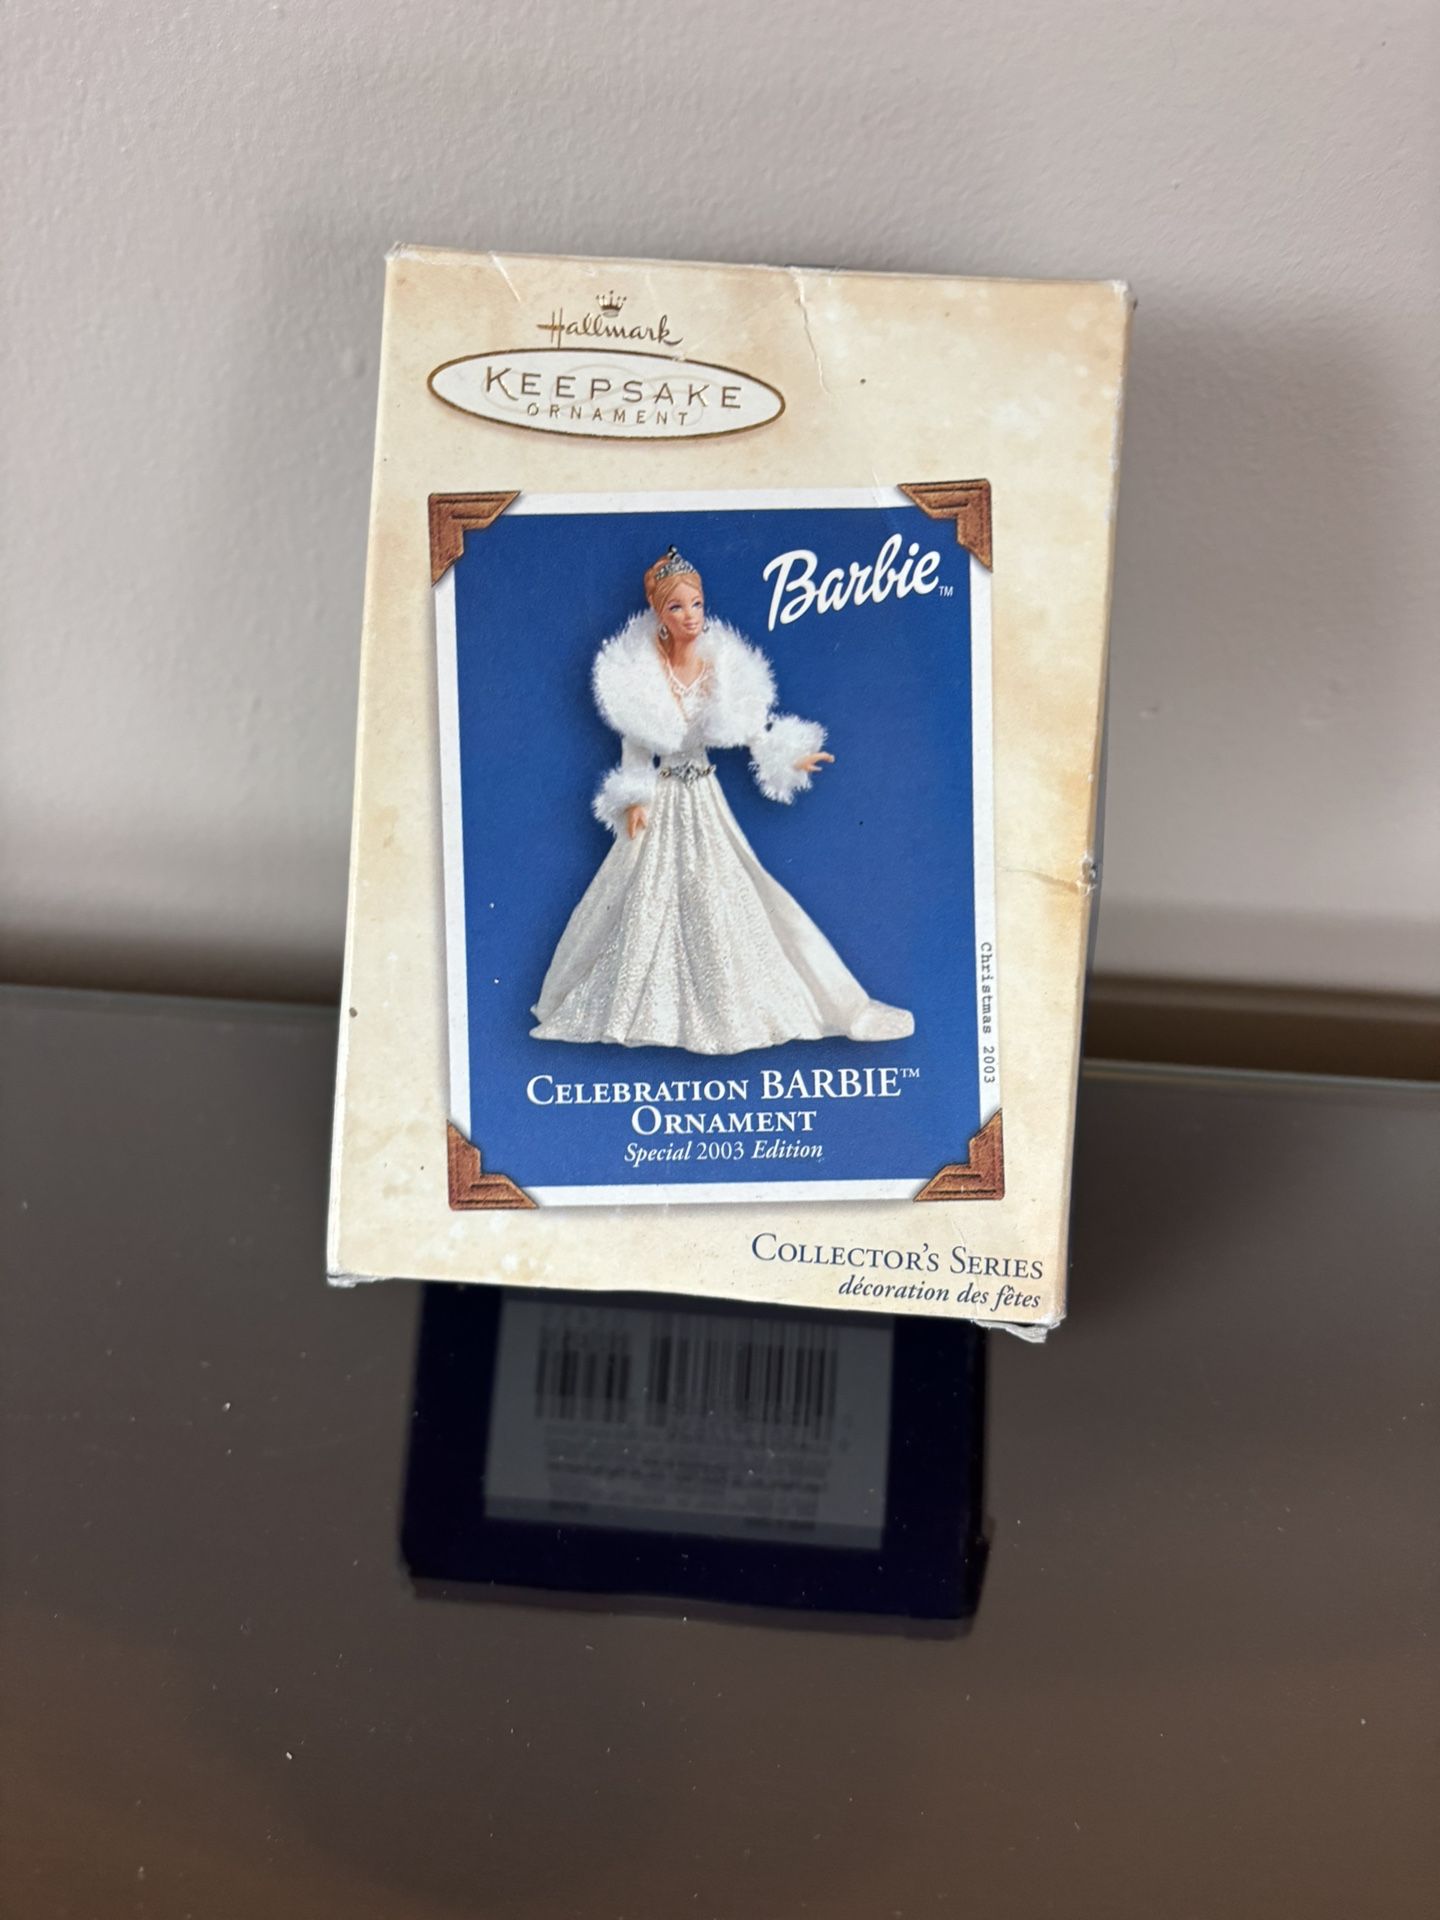 Hallmark
KEEPSAKE
ORNAMENT
Barbie™
CELEBRATION BARBIE™
ORNAMENT
Special 2003 Edition
Christmas 2003
COLLECTOR'S SERIES
décoration des fêtes